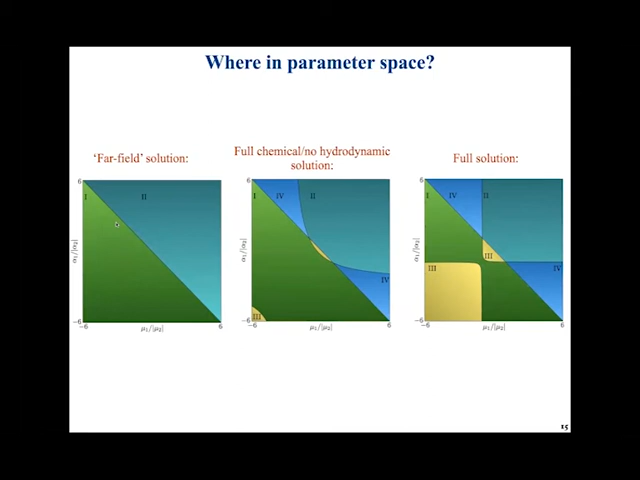 Where in parameter space?
'Far-field' solution:
Full chemical/no hydrodynamic
solution:
Full solution:
6
I
II
α₁/|α₂|
−6
−6
μ₁/|μ₂|
6
6
I
IV
II
α₁/|α₂|
IV
III
−6
−6
μ₁/|μ₂|
6
6
I
IV
II
α₁/|α₂|
III
III
IV
−6
−6
μ₁/|μ₂|
6
15